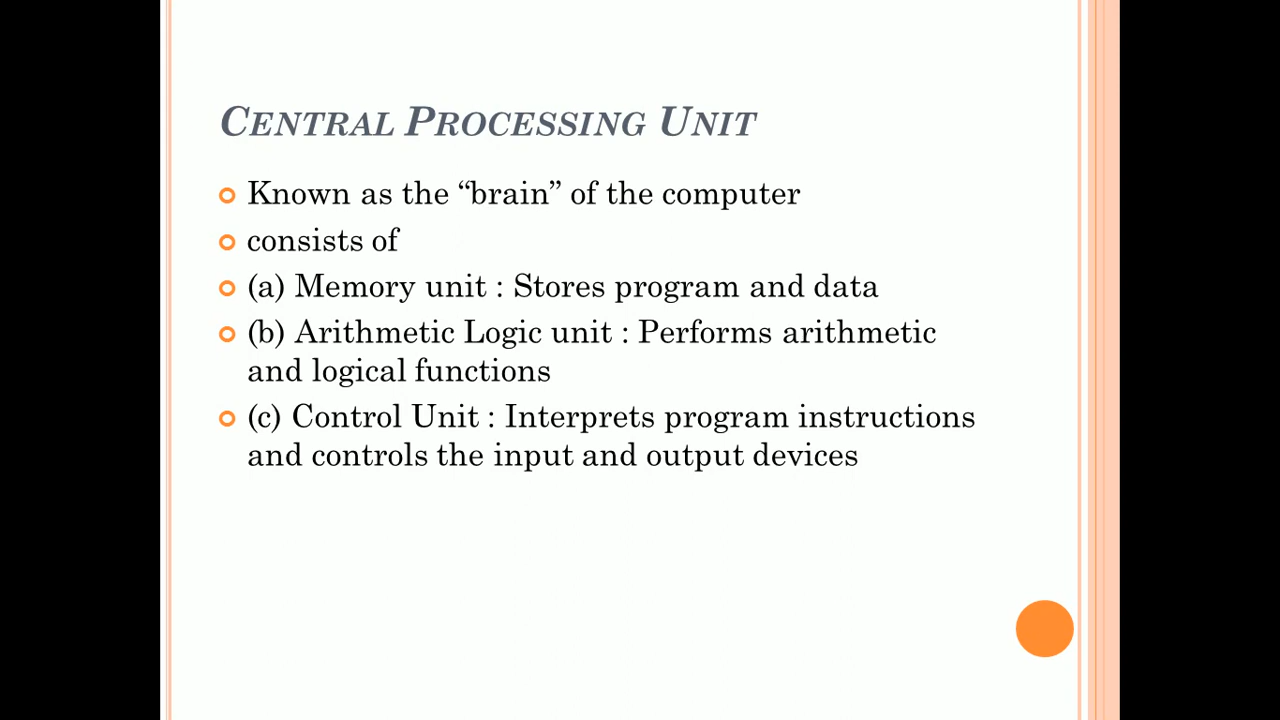 CENTRAL PROCESSING UNIT
Known as the “brain” of the computer
consists of
(a) Memory unit : Stores program and data
(b) Arithmetic Logic unit : Performs arithmetic
and logical functions
(c) Control Unit : Interprets program instructions
and controls the input and output devices